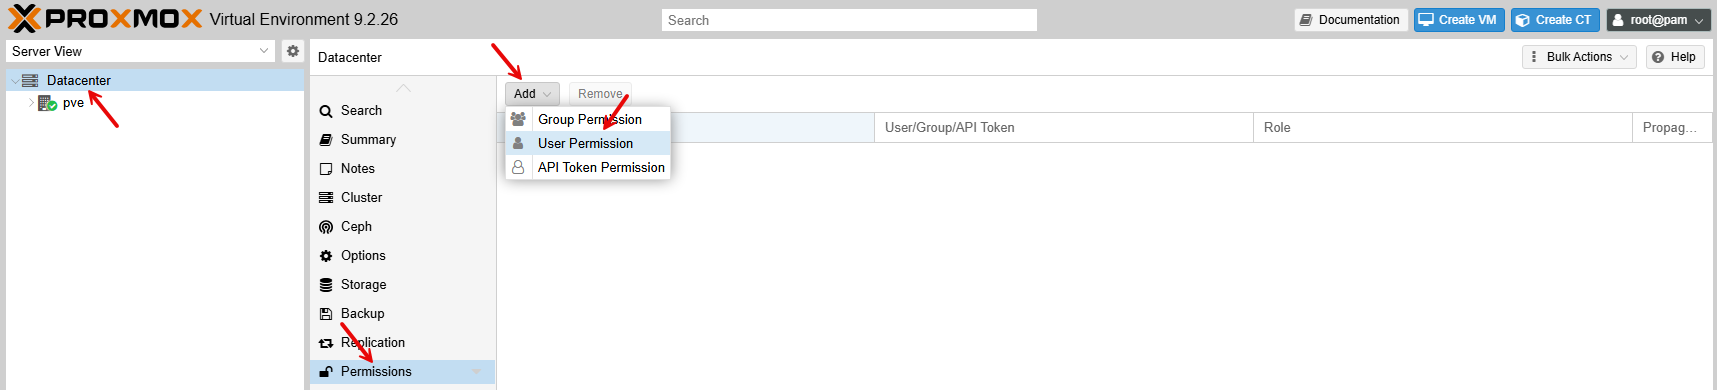 PROXMOX Virtual Environment 9.2.26
Search
Documentation
Create VM
Create CT
root@pam
Server View
Datacenter
pve
Datacenter
Bulk Actions
Help
Search
Summary
Notes
Cluster
Ceph
Options
Storage
Backup
Replication
Permissions
Add
Remove
Group Permission
User Permission
API Token Permission
User/Group/API Token
Role
Propag...